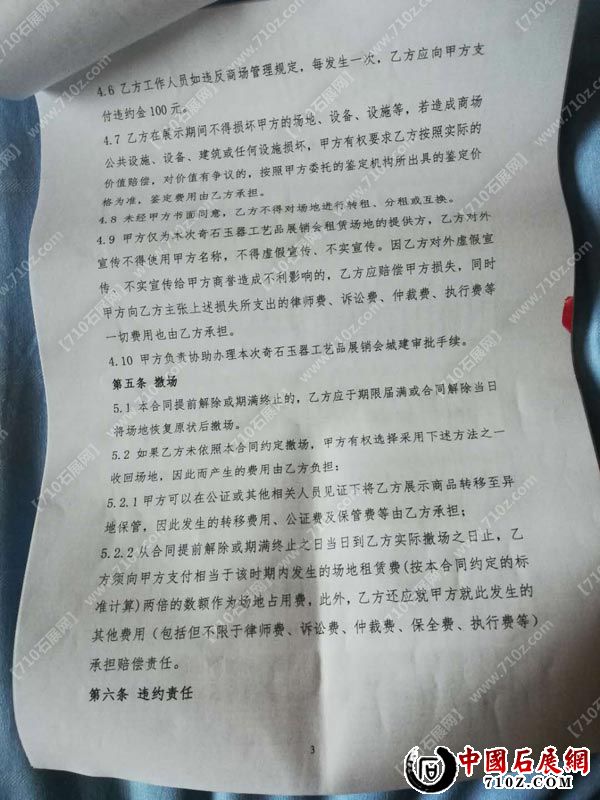 4.6 乙方工作人员如违反商场管理规定，每发生一次，乙方应向甲方支
付违约金100元。
4.7 乙方在展示期间不得损坏甲方的场地、设备、设施等，若造成商场
公共设施、设备、建筑或任何设施损坏，甲方有权要求乙方按照实际的
价值赔偿，对价值有争议的，按照甲方委托的鉴定机构所出具的鉴定价
格为准，鉴定费用由乙方承担。
4.8 未经甲方书面同意，乙方不得对场地进行转租、分租或互换。
4.9 甲方仅为本次奇石玉器工艺品展销会租赁场地的提供方，乙方对外
宣传不得使用甲方名称，不得虚假宣传、不实宣传。因乙方对外虚假宣
传、不实宣传给甲方商誉造成不利影响的，乙方应赔偿甲方损失，同时
甲方向乙方主张上述损失所支出的律师费、诉讼费、仲裁费、执行费等
一切费用也由乙方承担。
4.10 甲方负责协助办理本次奇石玉器工艺品展销会城建审批手续。
第五条 撤场
5.1 本合同提前解除或期满终止的，乙方应于期限届满或合同解除当日
将场地恢复原状后撤场。
5.2 如果乙方未依照本合同约定撤场，甲方有权选择采用下述方法之一
收回场地，因此而产生的费用由乙方负担：
5.2.1 甲方可以在公证或其他相关人员见证下将乙方展示商品转移至异
地保管，因此发生的转移费用、公证费及保管费等由乙方承担；
5.2.2 从合同提前解除或期满终止之日当日到乙方实际撤场之日止，乙
方须向甲方支付相当于该时期内发生的场地租赁费(按本合同约定的标
准计算)两倍的数额作为场地占用费，此外，乙方还应就甲方就此发生的
其他费用（包括但不限于律师费、诉讼费、仲裁费、保全费、执行费等）
承担赔偿责任。
第六条 违约责任
3
中國石展網
710Z.COM
【710石展网】
www.710z.com